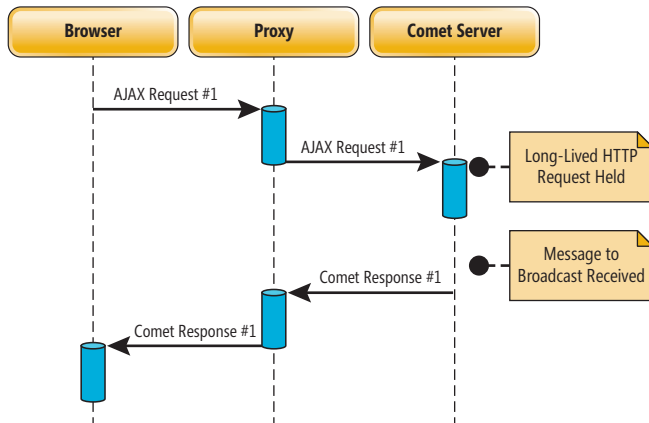 Browser
Proxy
Comet Server
AJAX Request #1
AJAX Request #1
Long-Lived HTTP
Request Held
Message to
Broadcast Received
Comet Response #1
Comet Response #1